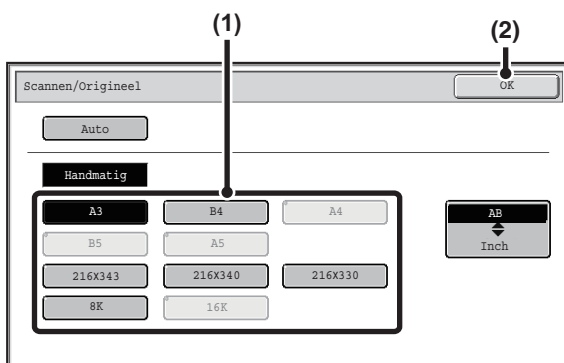 (1)
(2)
Scannen/Origineel
OK
Auto
Handmatig
A3
B4
A4
AB
B5
A5
Inch
216X343
216X340
216X330
8K
16K